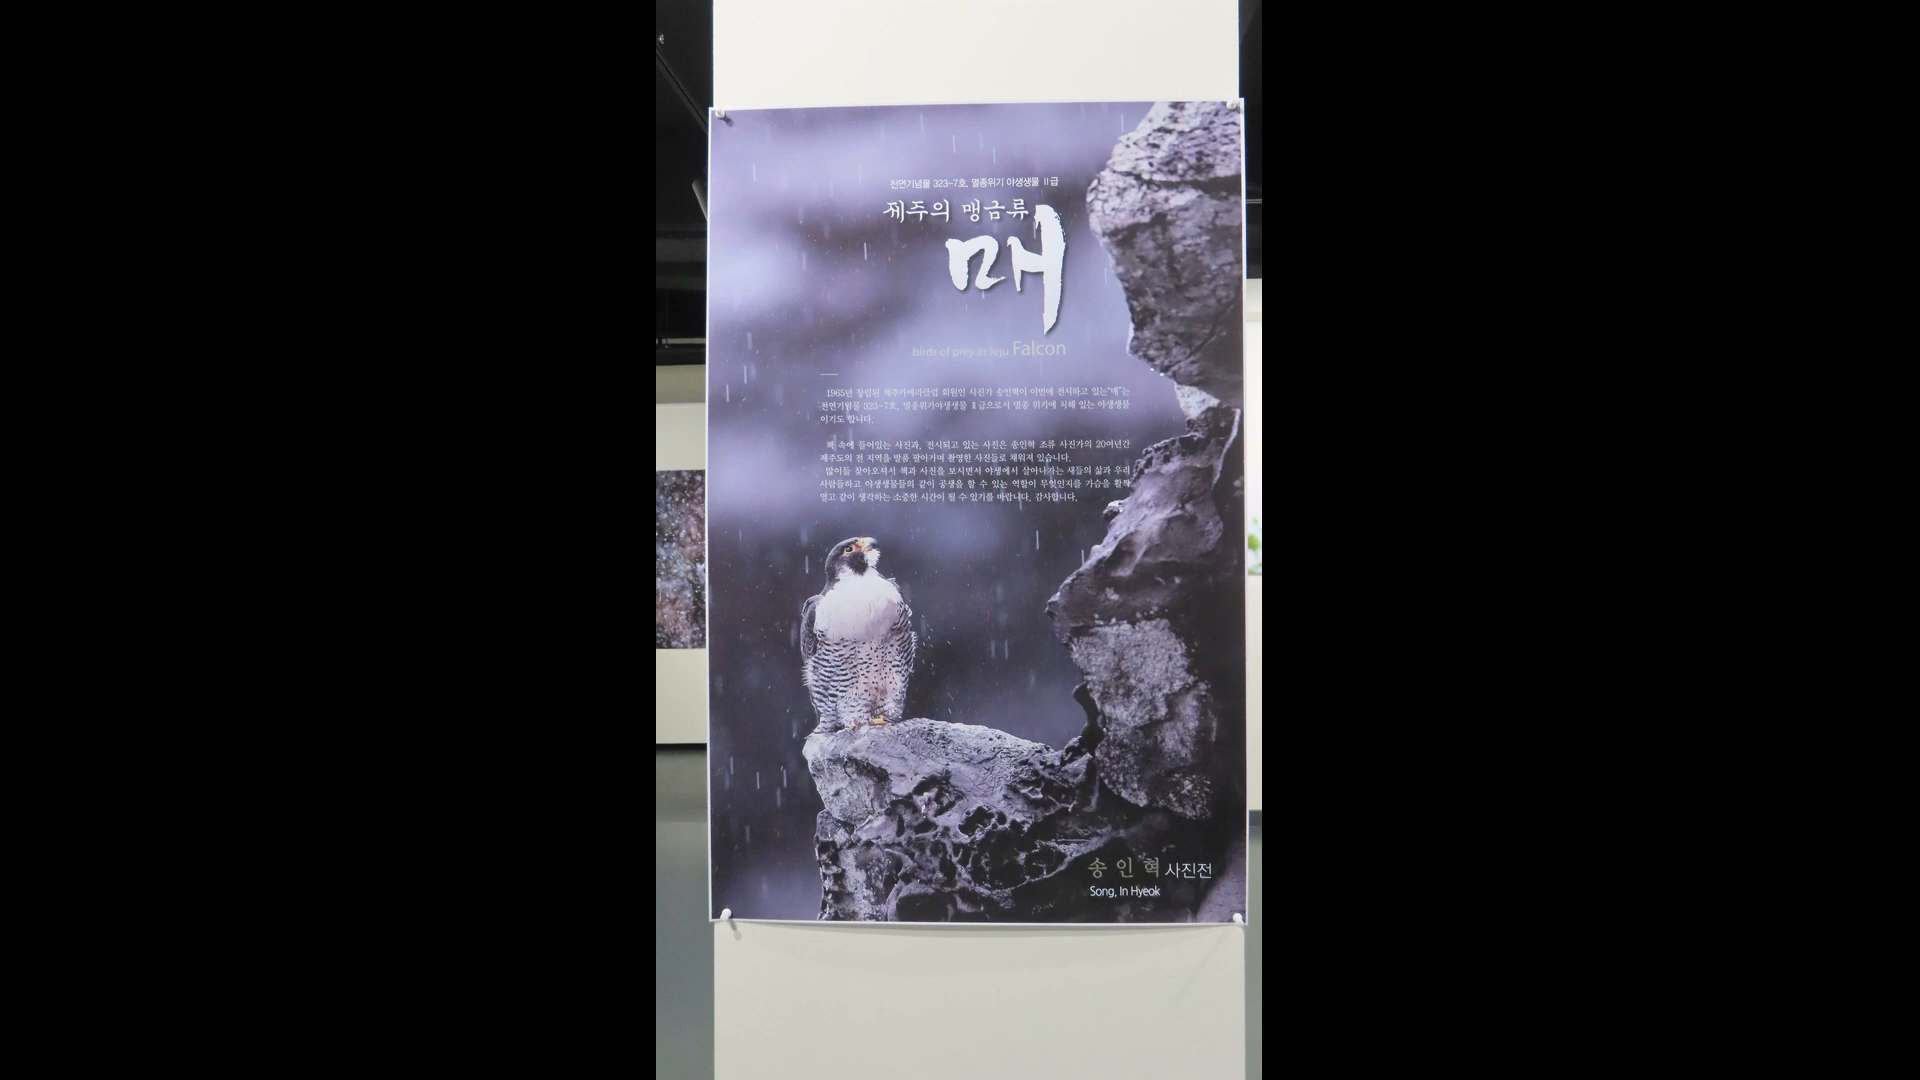 천연기념물 323-7호, 멸종위기 야생생물 Ⅱ급
제주의 맹금류
매
birds of prey in Jeju Falcon
1965년 창립된 제주카메라클럽 회원인 사진가 송인혁이 이번에 전시하고 있는"매"는
천연기념물 323-7호, 멸종위기야생생물 Ⅱ급으로서 멸종 위기에 처해 있는 야생생물
이기도 합니다.
책 속에 들어있는 사진과, 전시되고 있는 사진은 송인혁 조류 사진가의 20여년간
제주도의 전 지역을 발품 팔아가며 촬영한 사진들로 채워져 있습니다.
많이들 찾아오셔서 책과 사진을 보시면서 야생에서 살아나가는 새들의 삶과 우리
사람들하고 야생생물들의 같이 공생을 할 수 있는 역할이 무엇인지를 가슴을 활짝
열고 같이 생각하는 소중한 시간이 될 수 있기를 바랍니다. 감사합니다.
송인혁 사진전
Song, In Hyeok